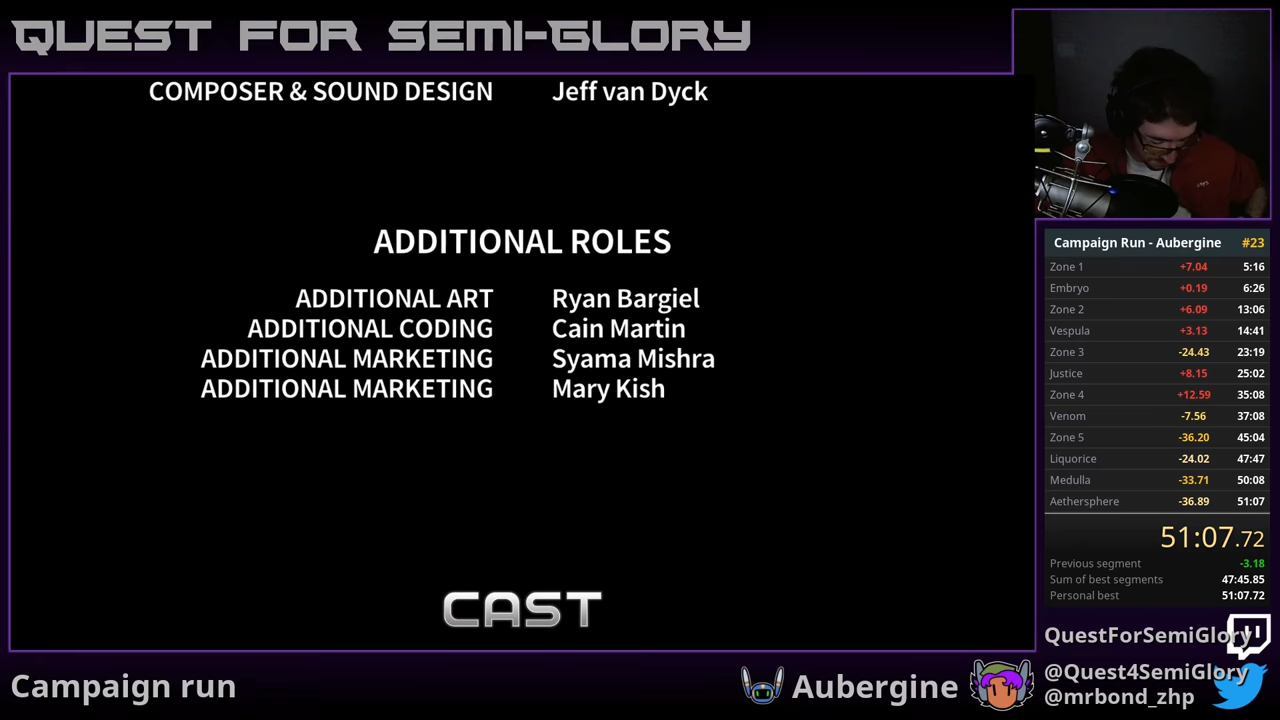 QUEST FOR SEMI-GLORY
COMPOSER & SOUND DESIGN Jeff van Dyck
ADDITIONAL ROLES
ADDITIONAL ART Ryan Bargiel
ADDITIONAL CODING Cain Martin
ADDITIONAL MARKETING Syama Mishra
ADDITIONAL MARKETING Mary Kish
CAST
Campaign Run - Aubergine #23
Zone 1 +7.04 5:16
Embryo +0.19 6:26
Zone 2 +6.09 13:06
Vespula +3.13 14:41
Zone 3 -24.43 23:19
Justice +8.15 25:02
Zone 4 +12.59 35:08
Venom -7.56 37:08
Zone 5 -36.20 45:04
Liquorice -24.02 47:47
Medulla -33.71 50:08
Aethersphere -36.89 51:07
51:07.72
Previous segment -3.18
Sum of best segments 47:45.85
Personal best 51:07.72
QuestForSemiGlory
@Quest4SemiGlory
@mrbond_zhp
Campaign run
Aubergine